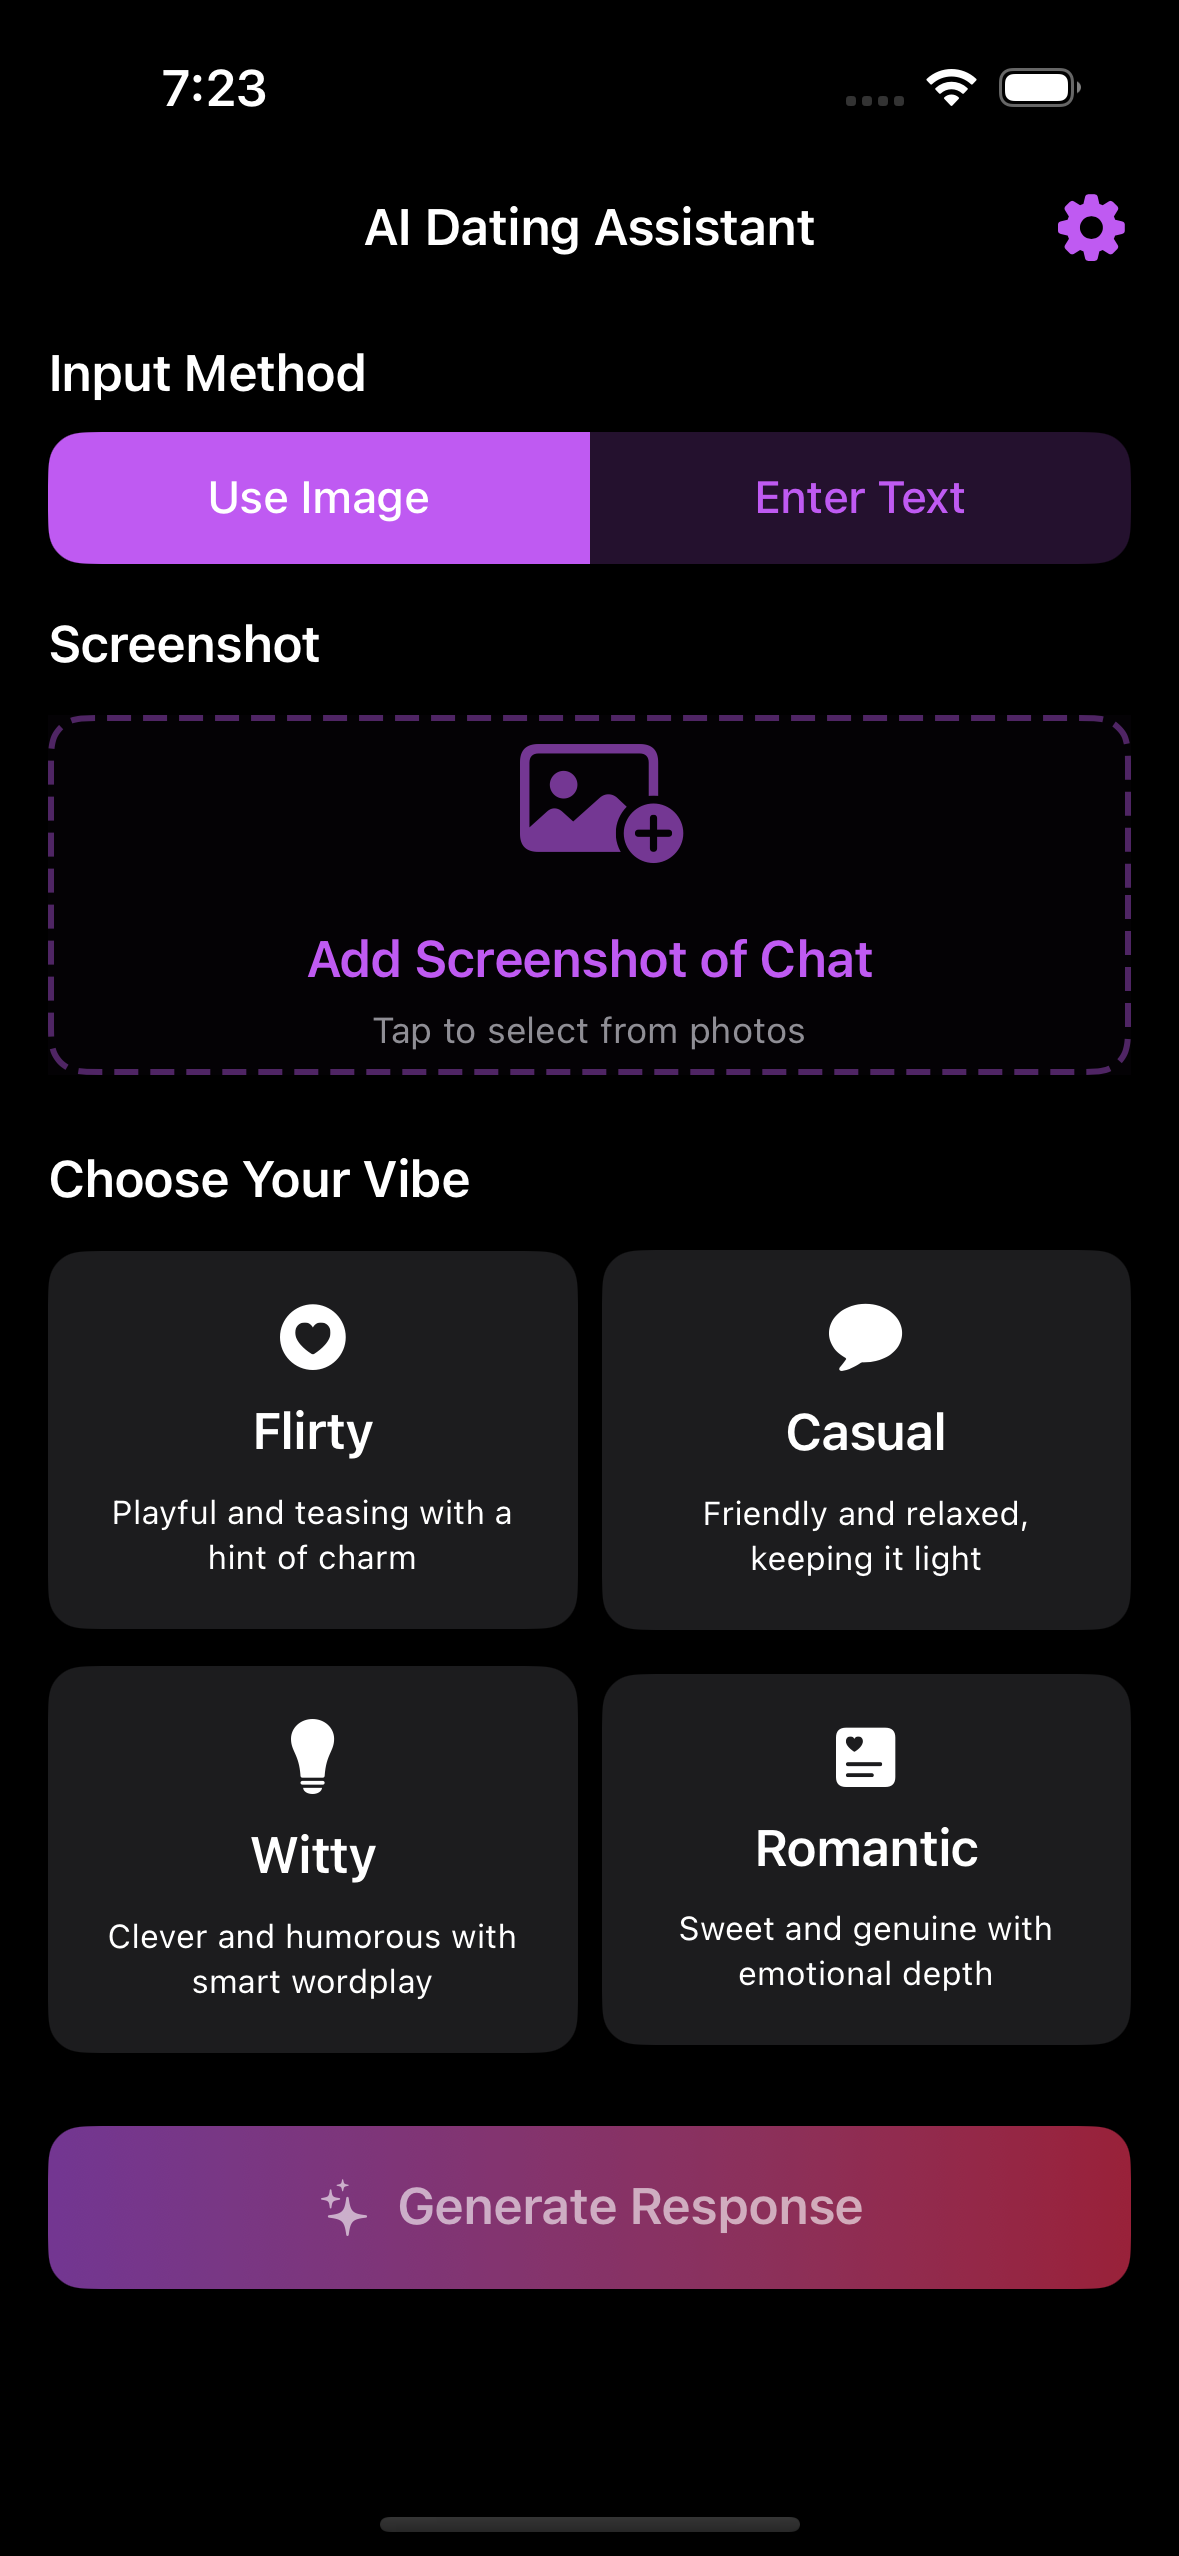 7:23
AI Dating Assistant
Input Method
Use Image
Enter Text
Screenshot
Add Screenshot of Chat
Tap to select from photos
Choose Your Vibe
Flirty
Playful and teasing with a
hint of charm
Casual
Friendly and relaxed,
keeping it light
Witty
Clever and humorous with
smart wordplay
Romantic
Sweet and genuine with
emotional depth
Generate Response